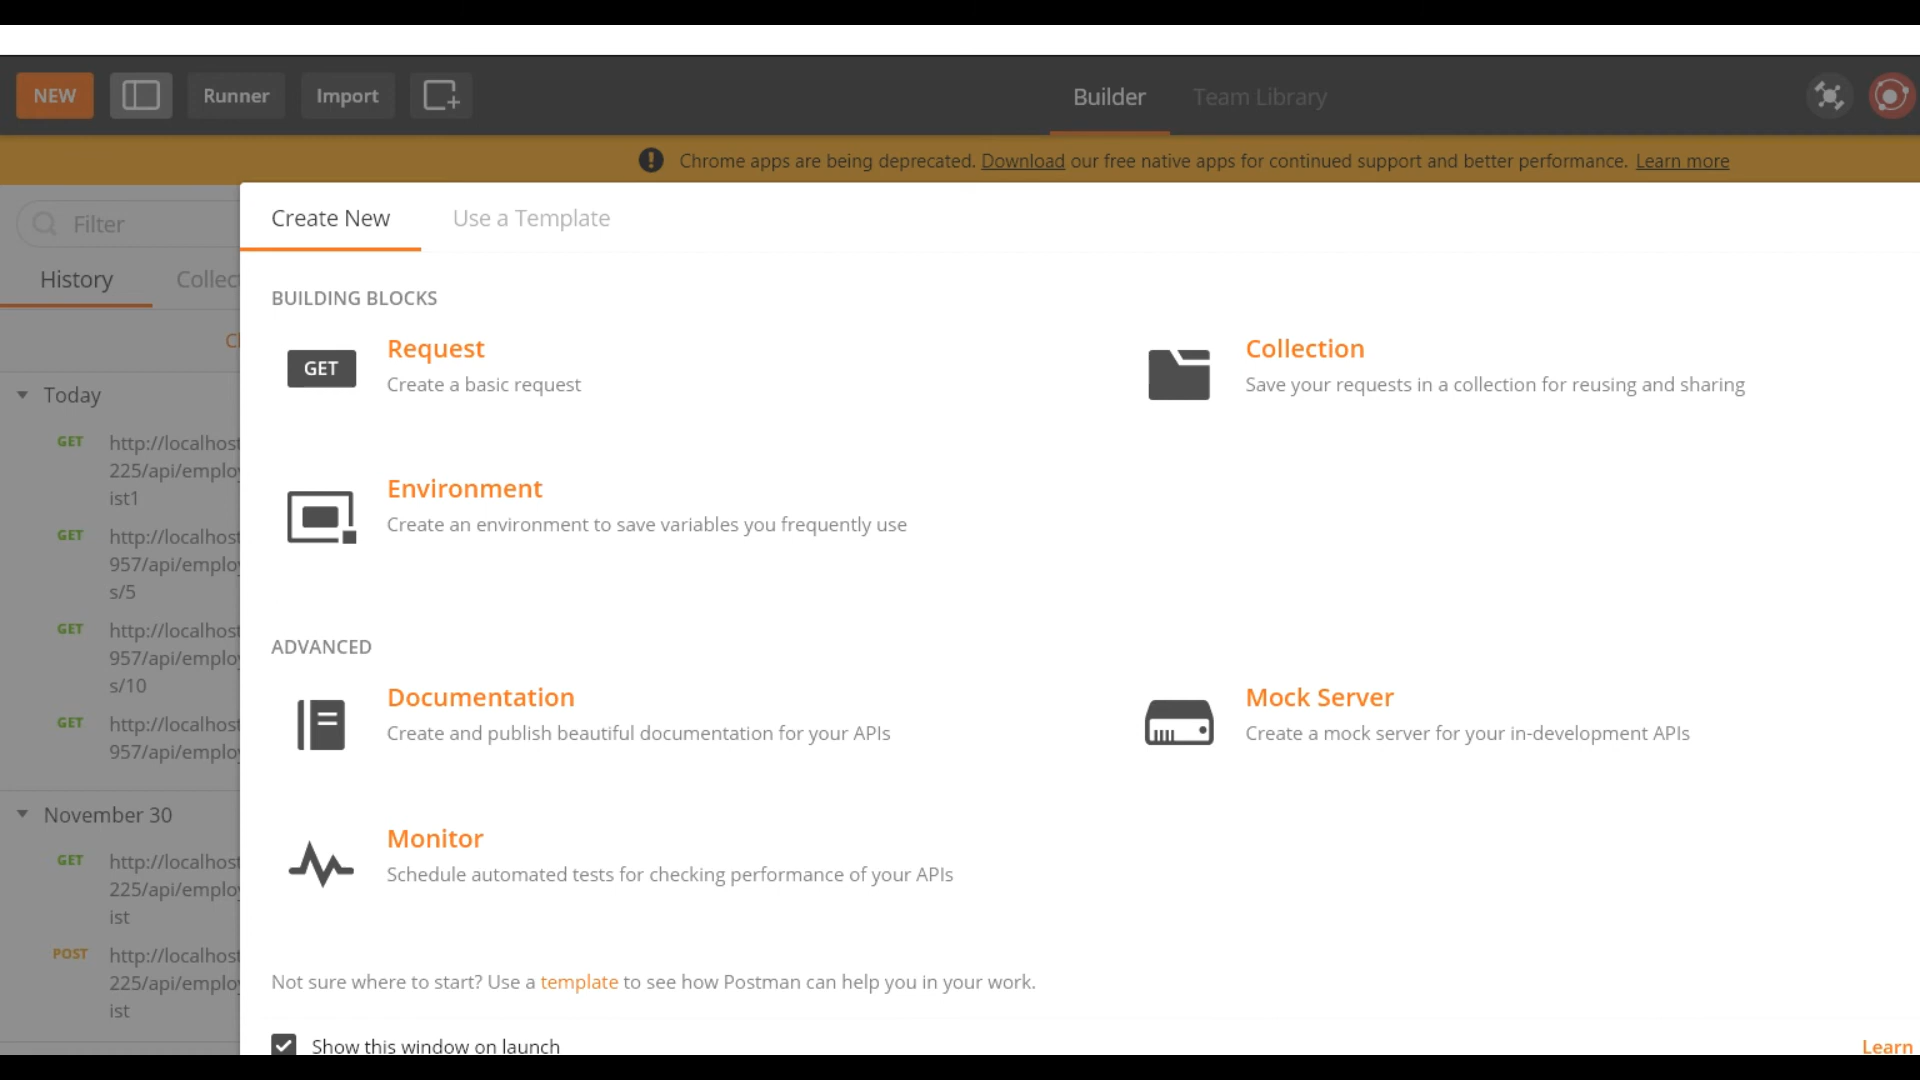 NEW
Runner
Import
Builder
Team Library
Chrome apps are being deprecated. Download our free native apps for continued support and better performance. Learn more
Filter
History
Create New
Use a Template
BUILDING BLOCKS
GET
Request
Create a basic request
Collection
Save your requests in a collection for reusing and sharing
Environment
Create an environment to save variables you frequently use
ADVANCED
Documentation
Create and publish beautiful documentation for your APIs
Mock Server
Create a mock server for your in-development APIs
Monitor
Schedule automated tests for checking performance of your APIs
Not sure where to start? Use a template to see how Postman can help you in your work.
Show this window on launch
Learn
Today
GET
http://localhost
225/api/emplo
ist1
GET
http://localhost
957/api/emplo
s/5
GET
http://localhost
957/api/emplo
s/10
GET
http://localhost
957/api/emplo
November 30
GET
http://localhost
225/api/emplo
ist
POST
http://localhost
225/api/emplo
ist